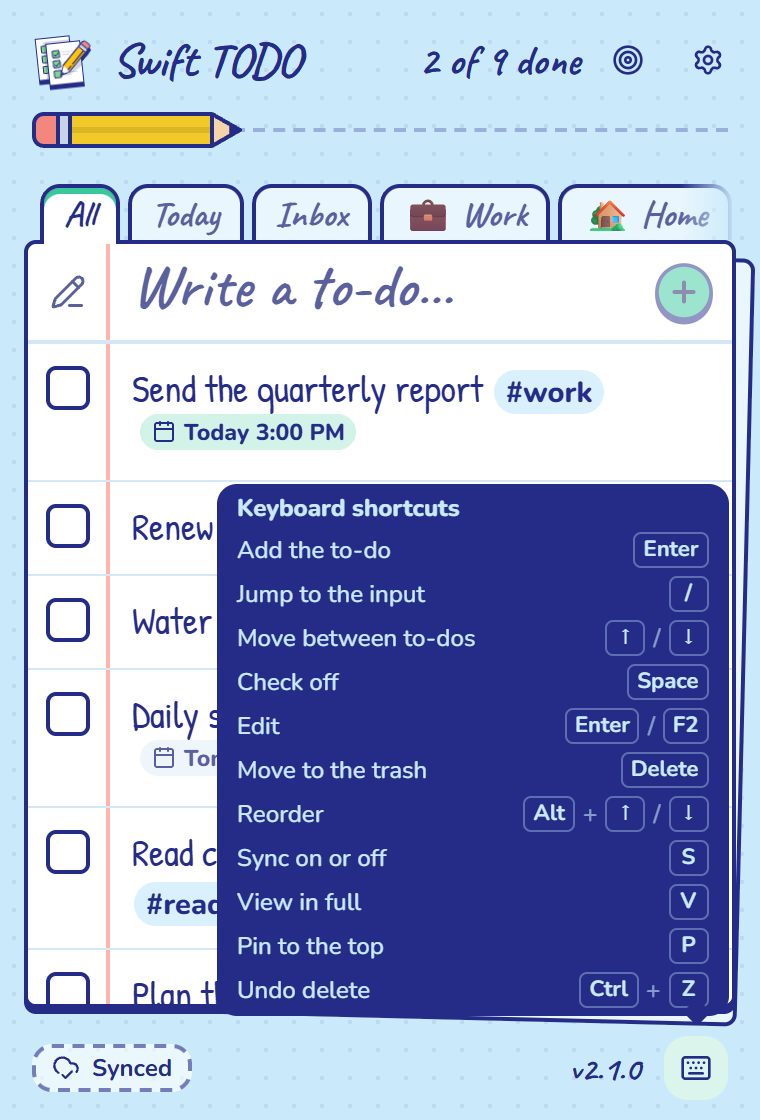 Swift TODO
2 of 9 done
All
Today
Inbox
Work
Home
Write a to-do...
Send the quarterly report #work
Today 3:00 PM
Renew
Water
Daily
Read
Plan
Keyboard shortcuts
Add the to-do Enter
Jump to the input /
Move between to-dos ↑ / ↓
Check off Space
Edit Enter / F2
Move to the trash Delete
Reorder Alt + ↑ / ↓
Sync on or off S
View in full V
Pin to the top P
Undo delete Ctrl + Z
Synced
v2.1.0